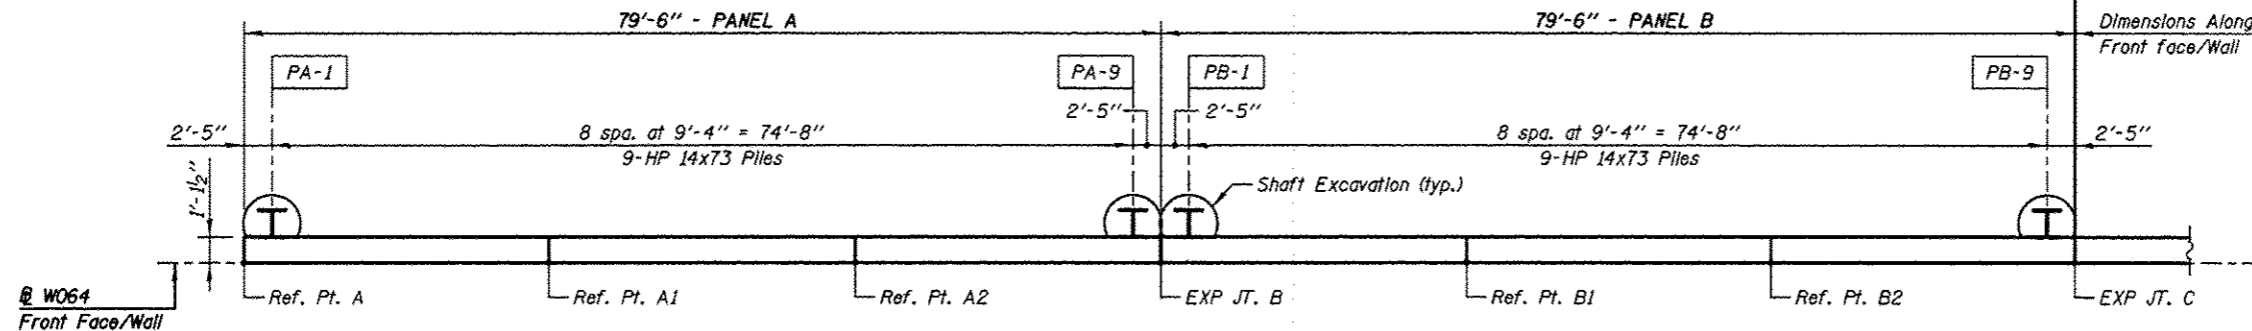 79'-6" - PANEL A
79'-6" - PANEL B
Dimensions Along
Front face/Wall
PA-1
PA-9
PB-1
PB-9
2'-5"
2'-5"
2'-5"
8 spa. at 9'-4" = 74'-8"
9-HP 14x73 Piles
8 spa. at 9'-4" = 74'-8"
9-HP 14x73 Piles
2'-5"
1'-1½"
Shaft Excavation (typ.)
℄ W064
Front Face/Wall
Ref. Pt. A
Ref. Pt. A1
Ref. Pt. A2
EXP JT. B
Ref. Pt. B1
Ref. Pt. B2
EXP JT. C